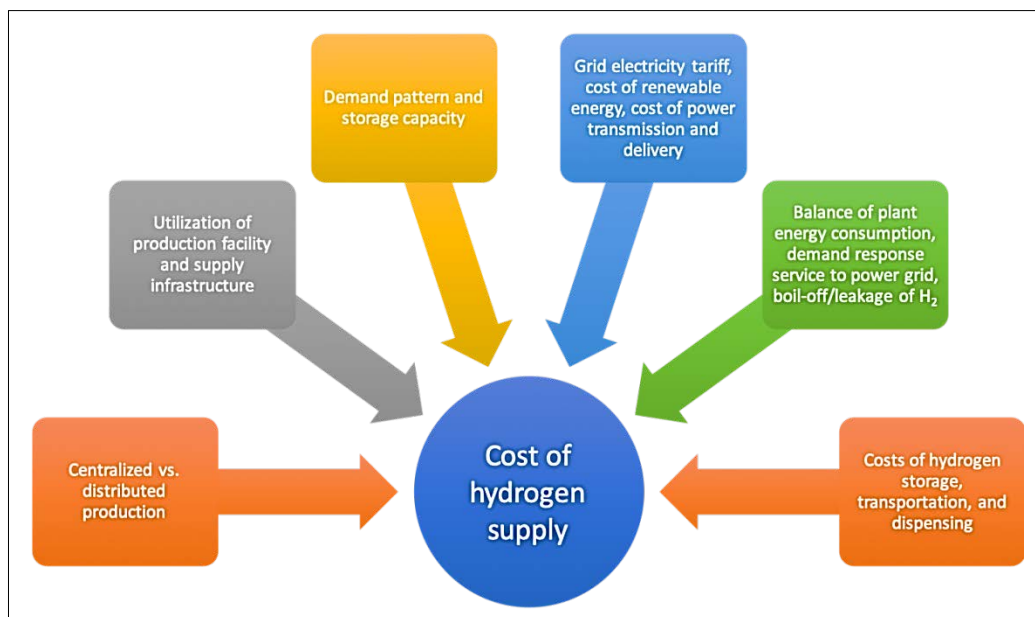 Demand pattern and
storage capacity
Grid electricity tariff,
cost of renewable
energy, cost of power
transmission and
delivery
Utilization of
production facility
and supply
infrastructure
Balance of plant
energy consumption,
demand response
service to power grid,
boil-off/leakage of H₂
Centralized vs.
distributed
production
Cost of
hydrogen
supply
Costs of hydrogen
storage,
transportation, and
dispensing